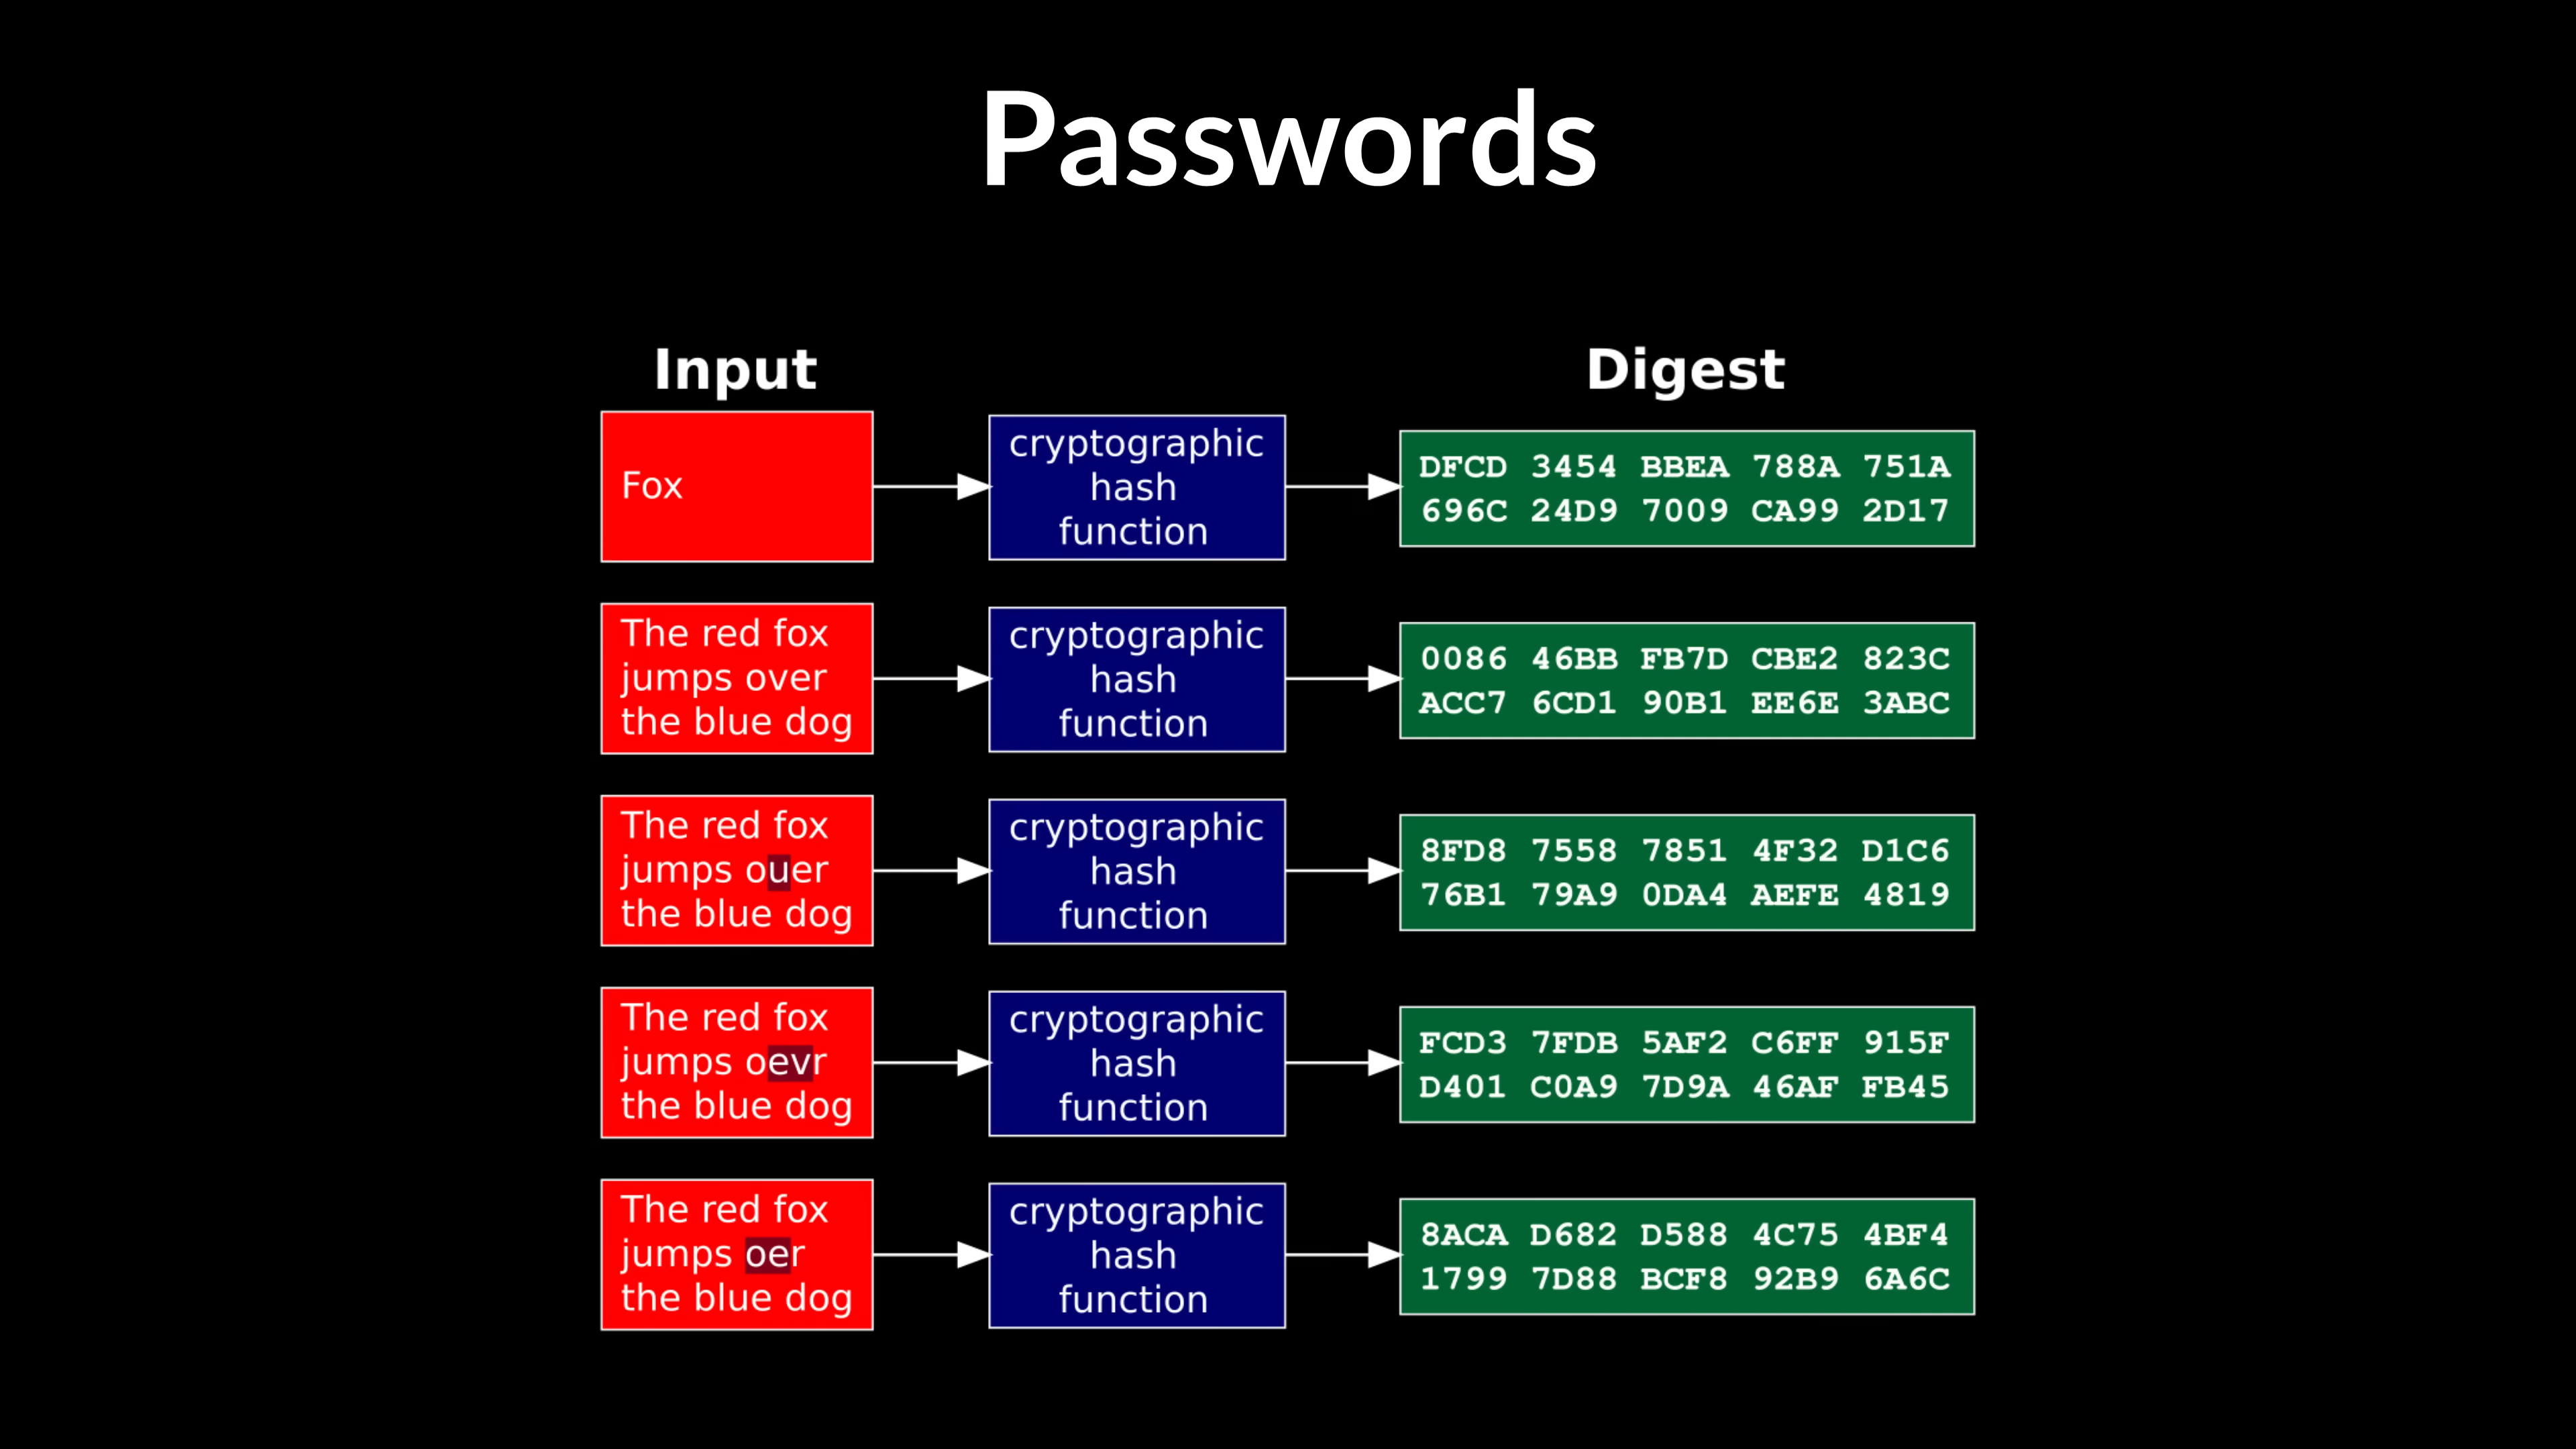 Passwords
Input
Digest
Fox
cryptographic
hash
function
DFCD 3454 BBEA 788A 751A
696C 24D9 7009 CA99 2D17
The red fox
jumps over
the blue dog
cryptographic
hash
function
0086 46BB FB7D CBE2 823C
ACC7 6CD1 90B1 EE6E 3ABC
The red fox
jumps ouer
the blue dog
cryptographic
hash
function
8FD8 7558 7851 4F32 D1C6
76B1 79A9 0DA4 AEFE 4819
The red fox
jumps oevr
the blue dog
cryptographic
hash
function
FCD3 7FDB 5AF2 C6FF 915F
D401 C0A9 7D9A 46AF FB45
The red fox
jumps oer
the blue dog
cryptographic
hash
function
8ACA D682 D588 4C75 4BF4
1799 7D88 BCF8 92B9 6A6C